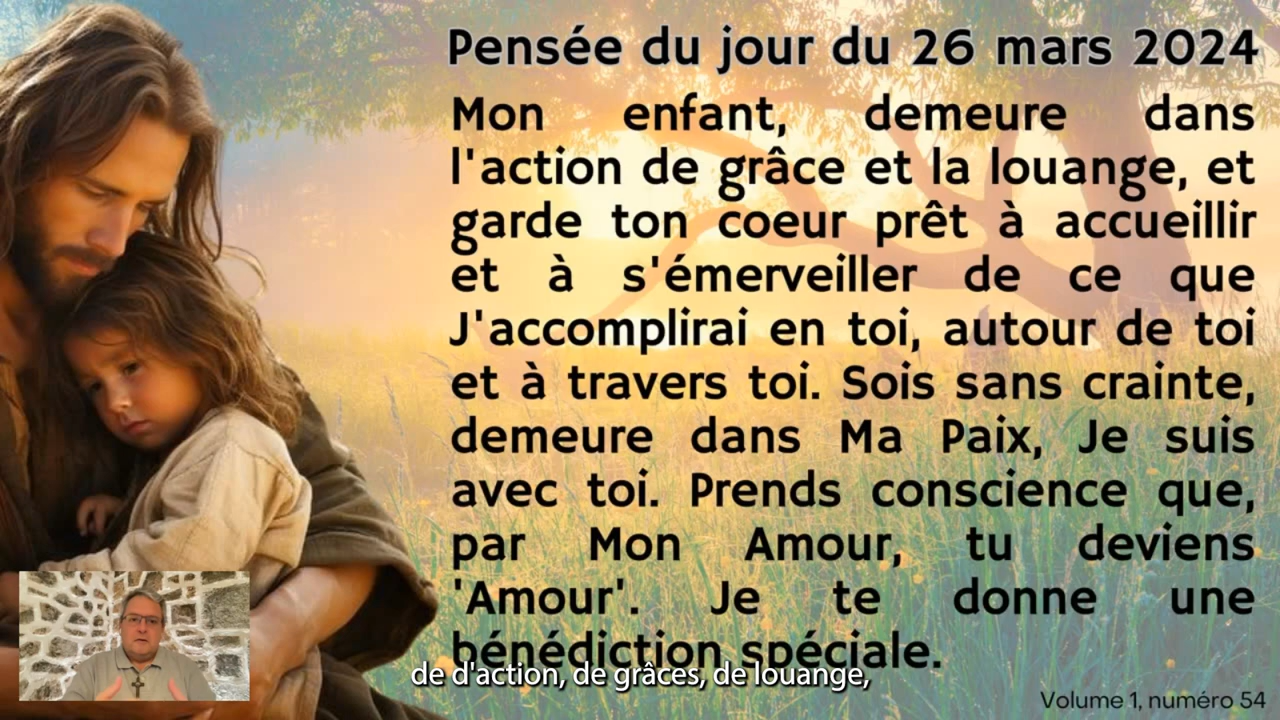 Pensée du jour du 26 mars 2024
Mon enfant, demeure dans
l'action de grâce et la louange, et
garde ton coeur prêt à accueillir
et à s'émerveiller de ce que
J'accomplirai en toi, autour de toi
et à travers toi. Sois sans crainte,
demeure dans Ma Paix, Je suis
avec toi. Prends conscience que,
par Mon Amour, tu deviens
'Amour'. Je te donne une
bénédiction spéciale.
de d'action, de grâces, de louange,
Volume 1, numéro 54